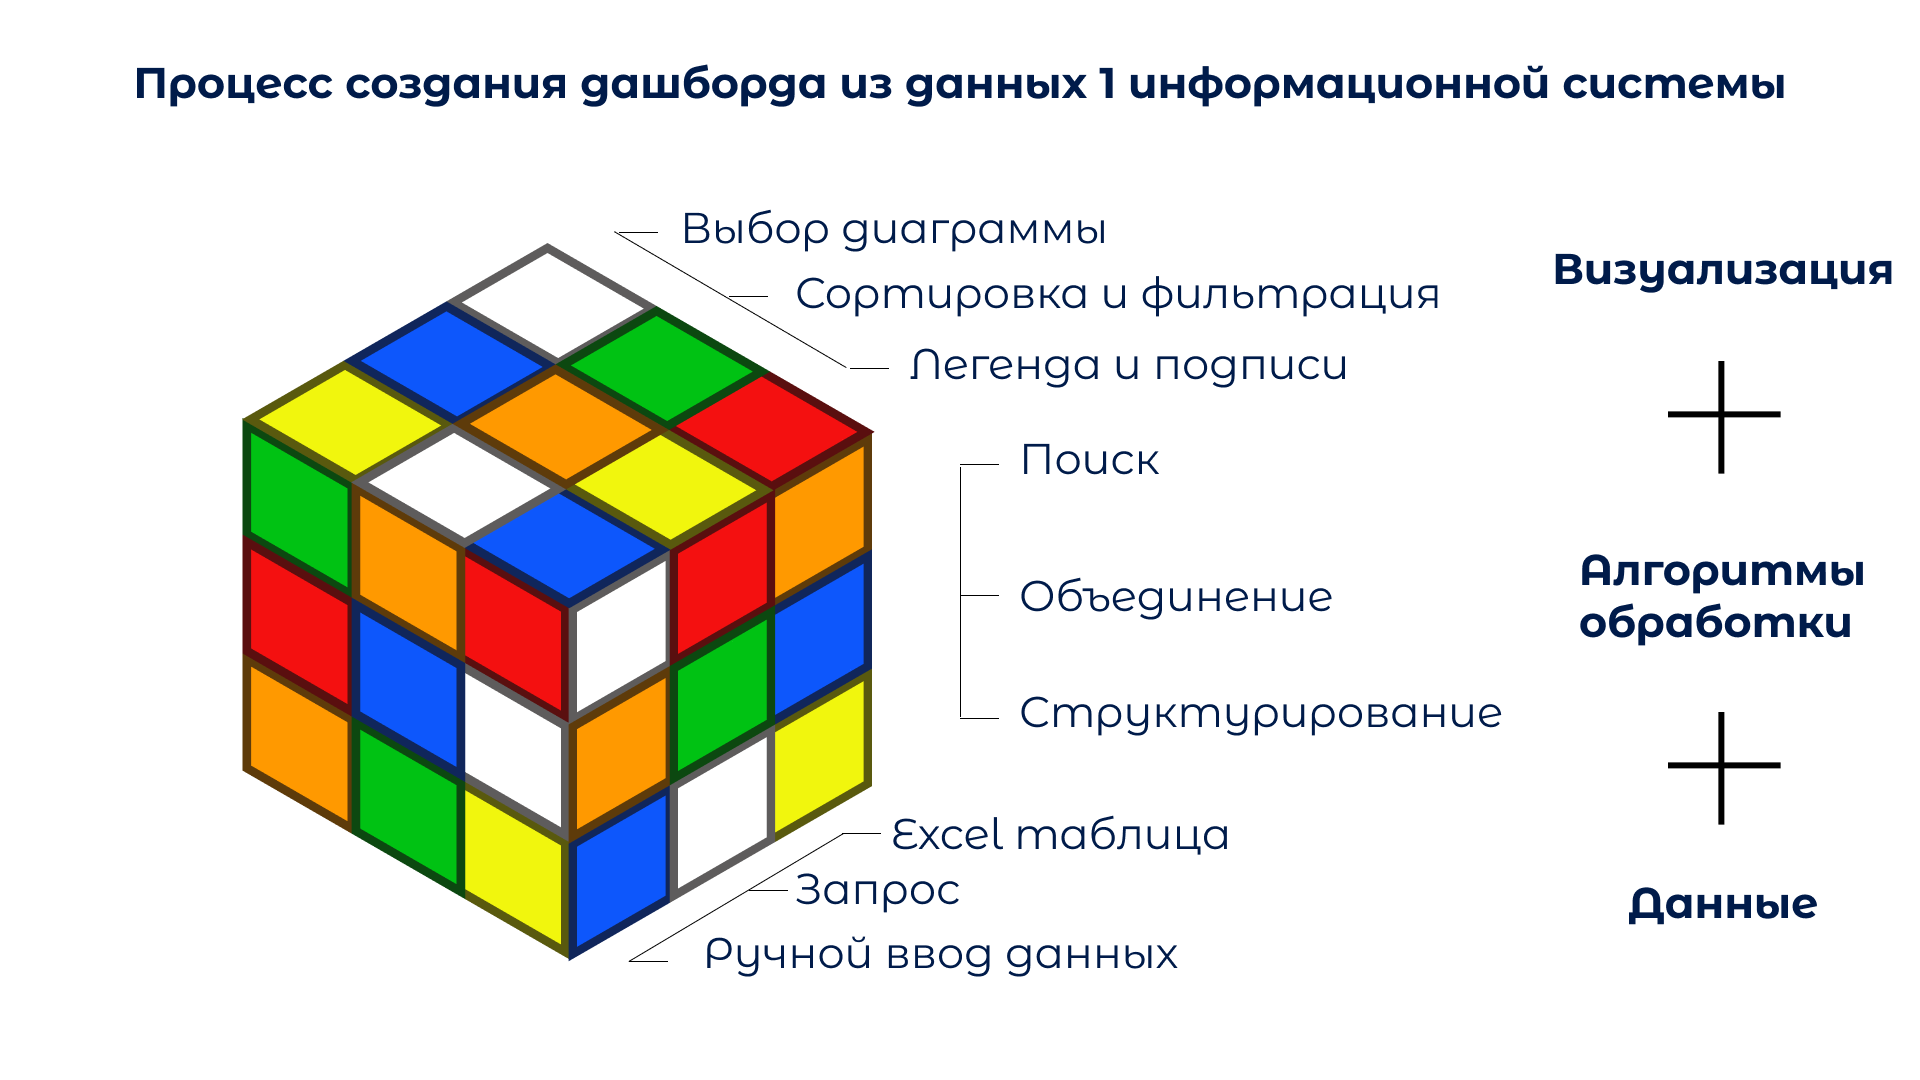 Процесс создания дашборда из данных 1 информационной системы
Выбор диаграммы
Сортировка и фильтрация
Легенда и подписи
Поиск
Объединение
Структурирование
Excel таблица
Запрос
Ручной ввод данных
Визуализация
Алгоритмы
обработки
Данные